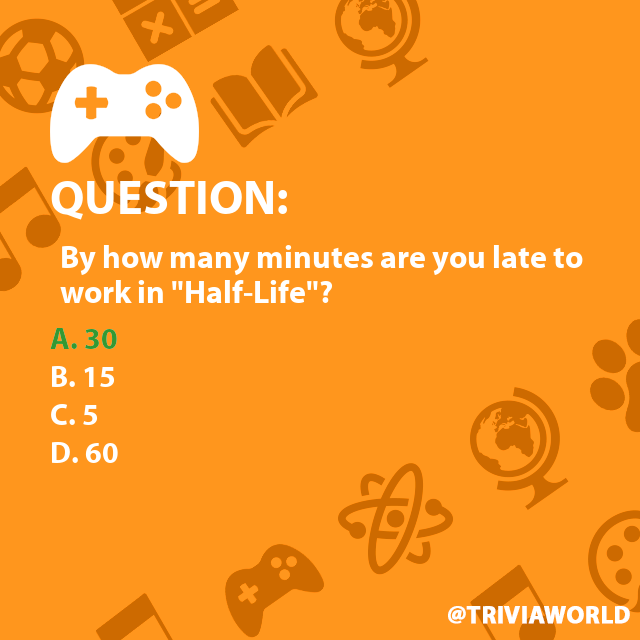 QUESTION:
By how many minutes are you late to
work in "Half-Life"?
A. 30
B. 15
C. 5
D. 60
@TRIVIAWORLD